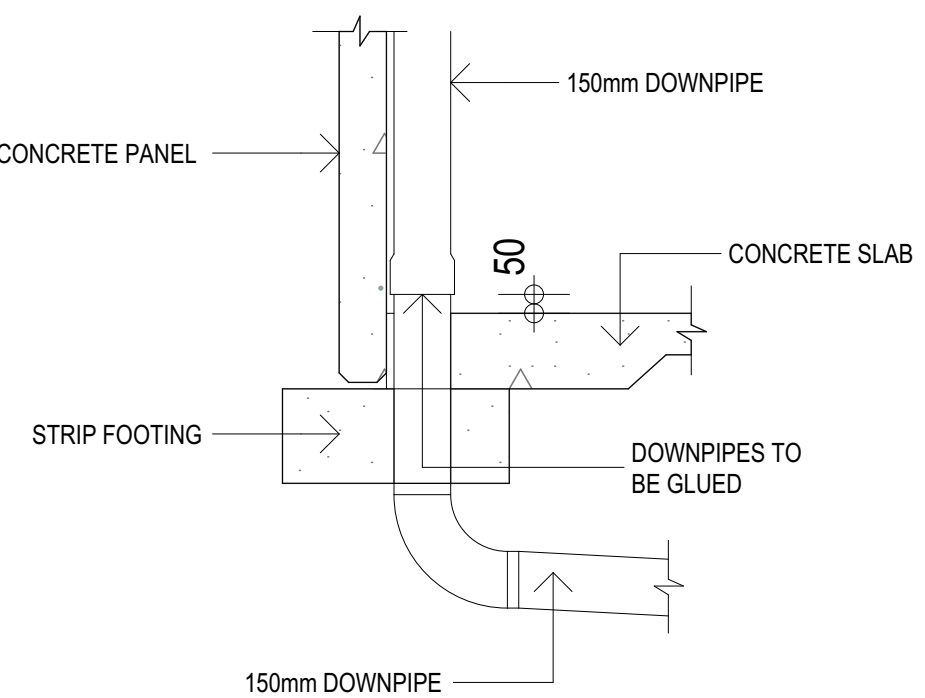 150mm DOWNPIPE
CONCRETE PANEL
50
CONCRETE SLAB
STRIP FOOTING
DOWNPIPES TO
BE GLUED
150mm DOWNPIPE